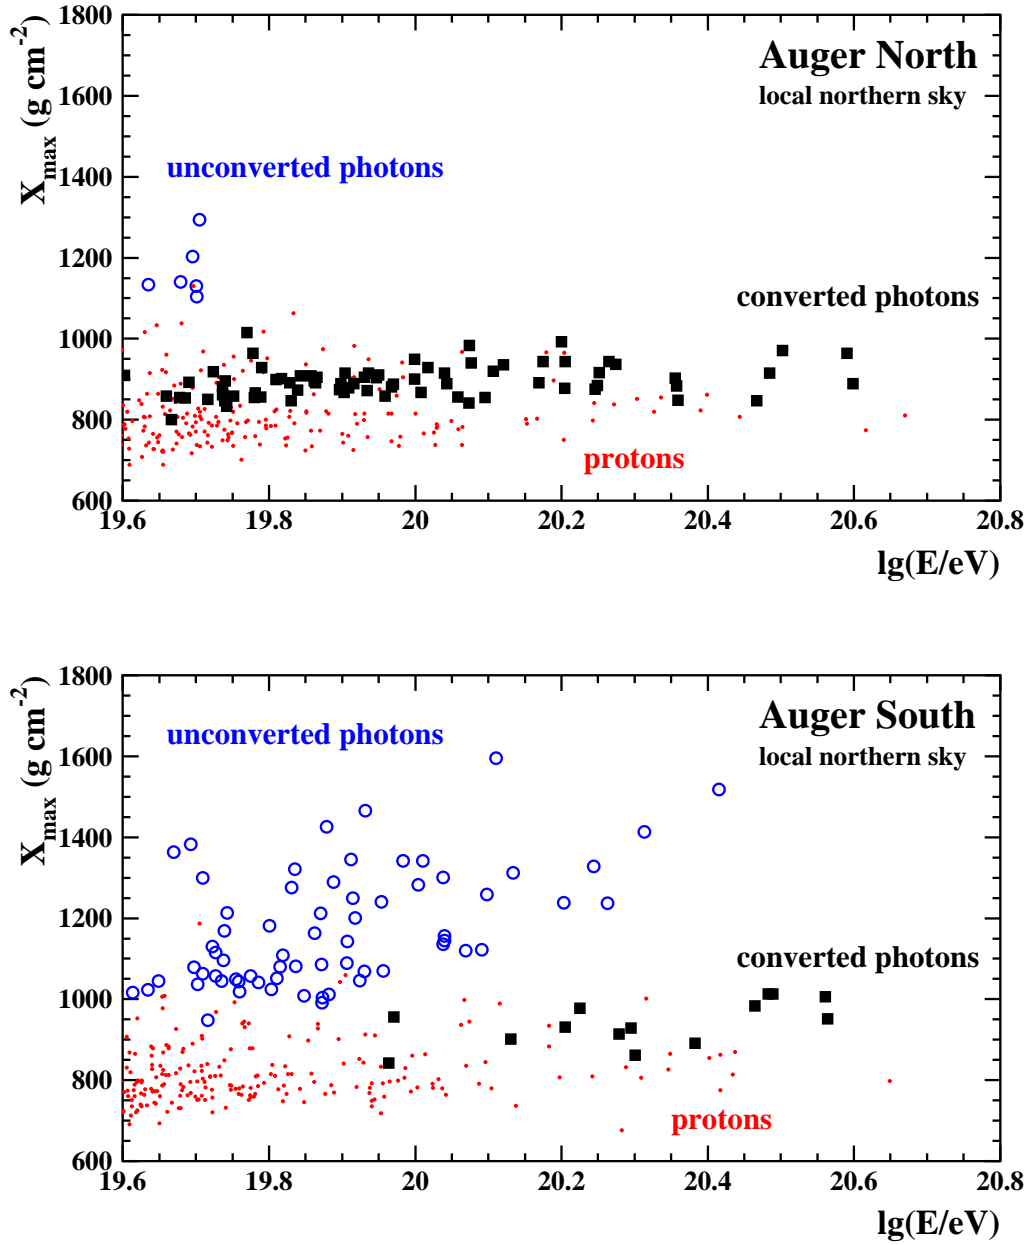 1800
Auger North
local northern sky
1600
X_max (g cm^-2)
unconverted photons
1400
1200
converted photons
1000
800
protons
600
19.6 19.8 20 20.2 20.4 20.6 20.8
lg(E/eV)
1800
Auger South
unconverted photons
local northern sky
1600
X_max (g cm^-2)
1400
1200
converted photons
1000
800
protons
600
19.6 19.8 20 20.2 20.4 20.6 20.8
lg(E/eV)